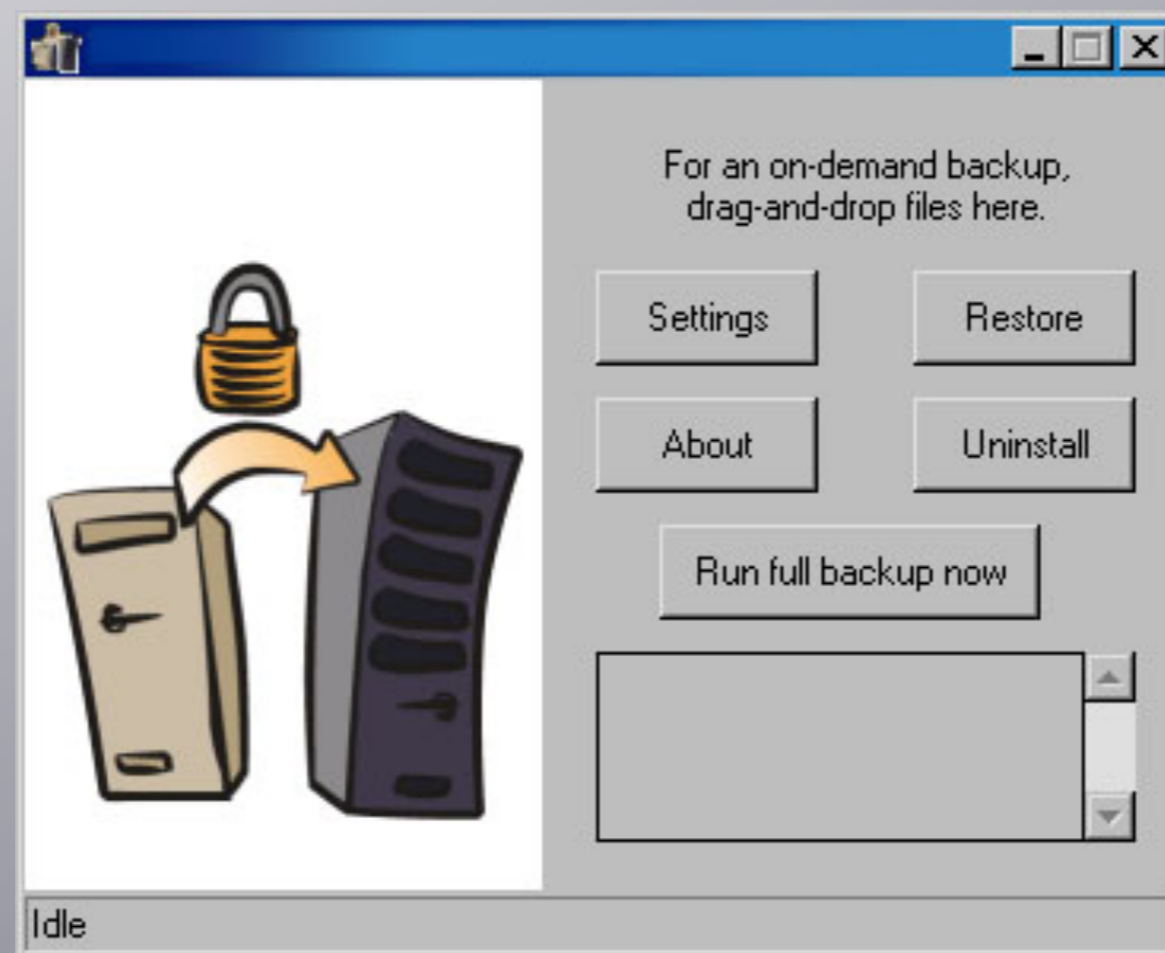 For an on-demand backup,
drag-and-drop files here.
Settings
Restore
About
Uninstall
Run full backup now
Idle